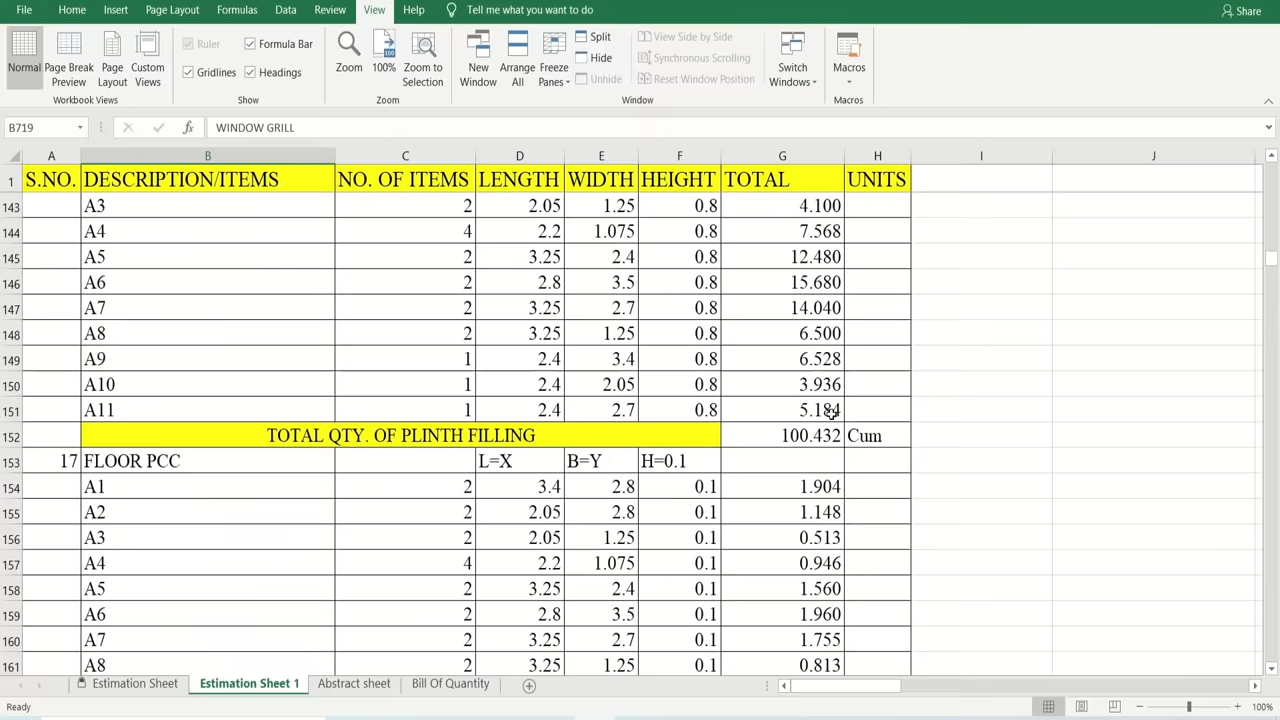 File Home Insert Page Layout Formulas Data Review View Help Tell me what you want to do Share
Normal Page Break Preview Page Layout Custom Views Workbook Views
Ruler Formula Bar Gridlines Headings Show
Zoom 100% Zoom to Selection Zoom
New Window Arrange All Freeze Panes Split Hide Unhide View Side by Side Synchronous Scrolling Reset Window Position Switch Windows Window
Macros Macros
B719 fx WINDOW GRILL
A B C D E F G H I J
1 S.NO. DESCRIPTION/ITEMS NO. OF ITEMS LENGTH WIDTH HEIGHT TOTAL UNITS
143 A3 2 2.05 1.25 0.8 4.100
144 A4 4 2.2 1.075 0.8 7.568
145 A5 2 3.25 2.4 0.8 12.480
146 A6 2 2.8 3.5 0.8 15.680
147 A7 2 3.25 2.7 0.8 14.040
148 A8 2 3.25 1.25 0.8 6.500
149 A9 1 2.4 3.4 0.8 6.528
150 A10 1 2.4 2.05 0.8 3.936
151 A11 1 2.4 2.7 0.8 5.184
152 TOTAL QTY. OF PLINTH FILLING 100.432 Cum
153 17 FLOOR PCC L=X B=Y H=0.1
154 A1 2 3.4 2.8 0.1 1.904
155 A2 2 2.05 2.8 0.1 1.148
156 A3 2 2.05 1.25 0.1 0.513
157 A4 4 2.2 1.075 0.1 0.946
158 A5 2 3.25 2.4 0.1 1.560
159 A6 2 2.8 3.5 0.1 1.960
160 A7 2 3.25 2.7 0.1 1.755
161 A8 2 3.25 1.25 0.1 0.813
Estimation Sheet Estimation Sheet 1 Abstract sheet Bill Of Quantity
Ready 100%